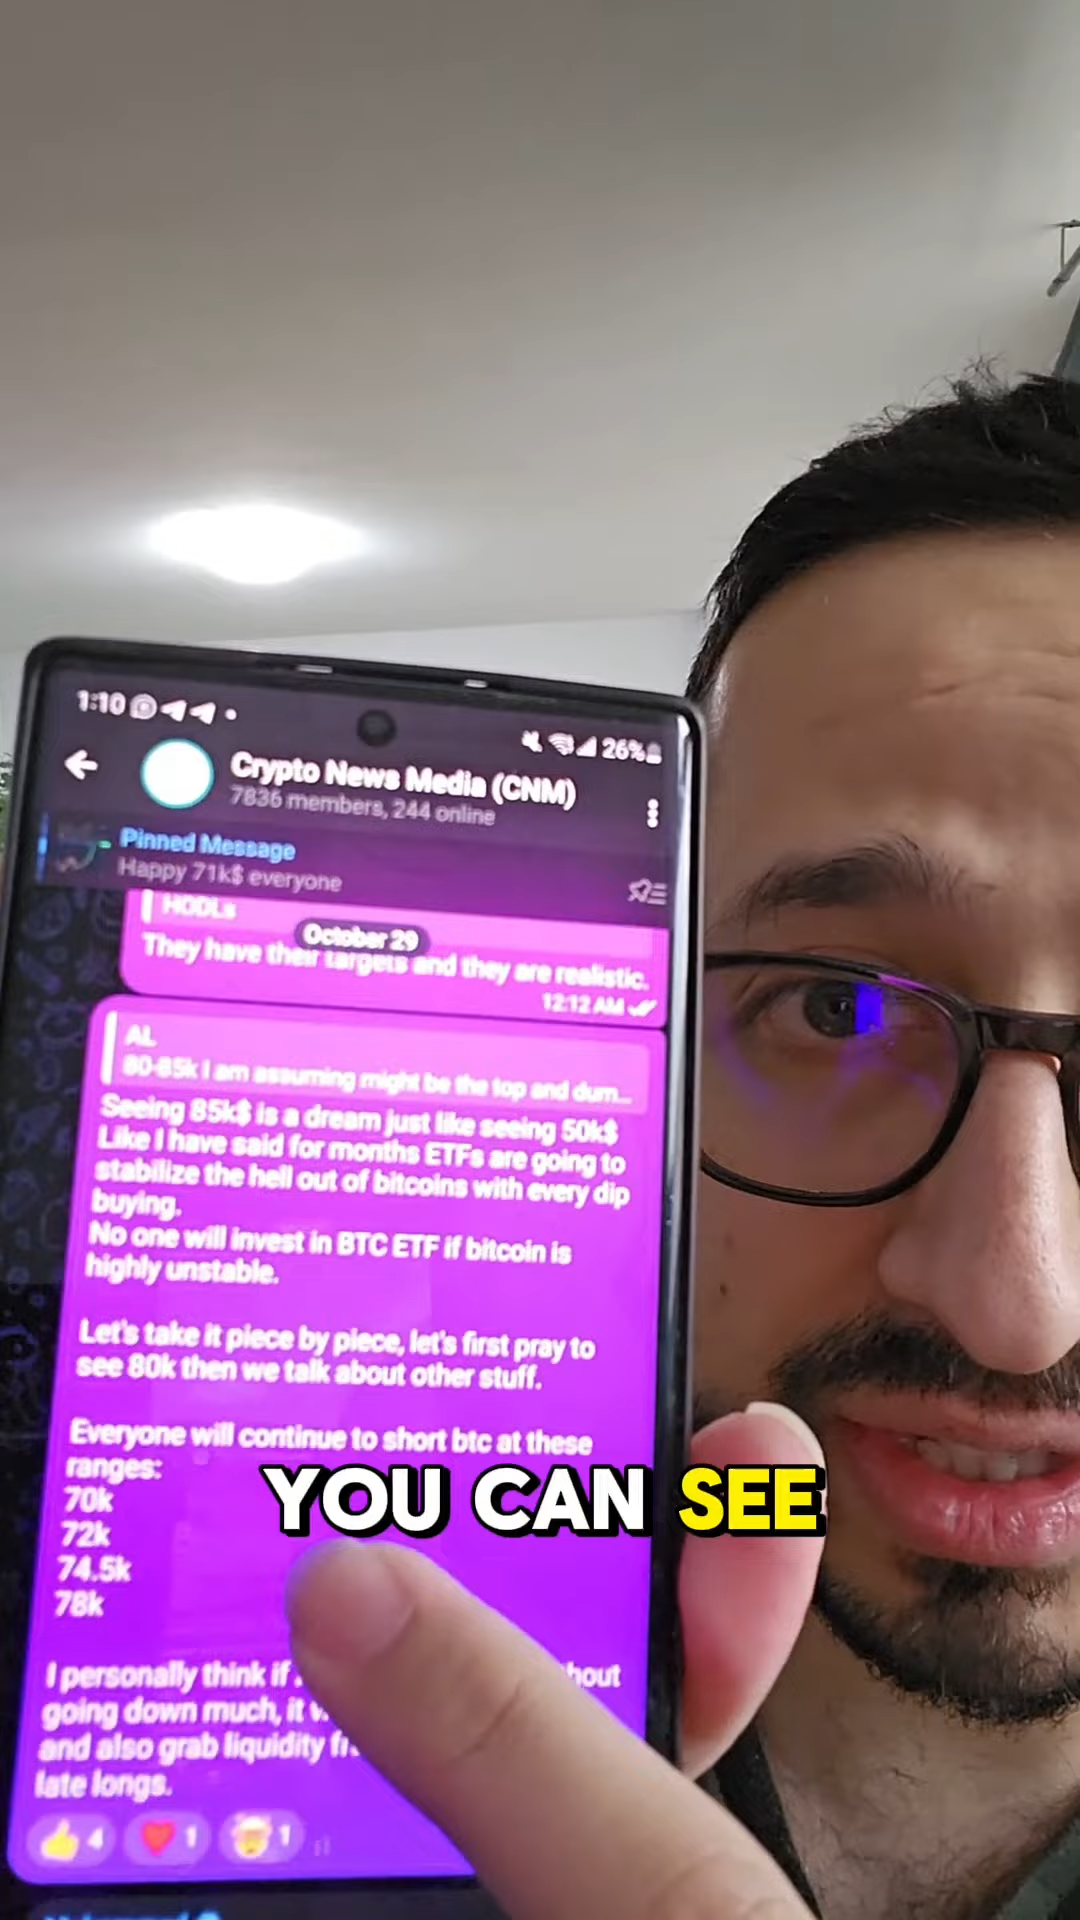 1:10
26%
Crypto News Media (CNM)
7836 members, 244 online
Pinned Message
Happy 71k$ everyone
HODLs
October 29
They have their targets and they are realistic.
12:12 AM
AL
80-85k I am assuming might be the top and dum...
Seeing 85k$ is a dream just like seeing 50k$
Like I have said for months ETFs are going to
stabilize the hell out of bitcoins with every dip
buying.
No one will invest in BTC ETF if bitcoin is
highly unstable.
Let's take it piece by piece, let's first pray to
see 80k then we talk about other stuff.
Everyone will continue to short btc at these
ranges:
70k
72k
74.5k
78k
YOU CAN SEE
I personally think if
going down much, it
and also grab liquidity
late longs.
4
1
1